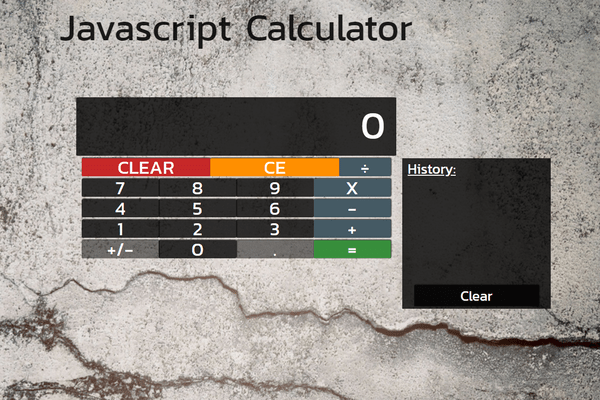 Javascript Calculator
0
CLEAR CE ÷
History:
7 8 9 X
4 5 6 -
1 2 3 +
+/- 0 . =
Clear